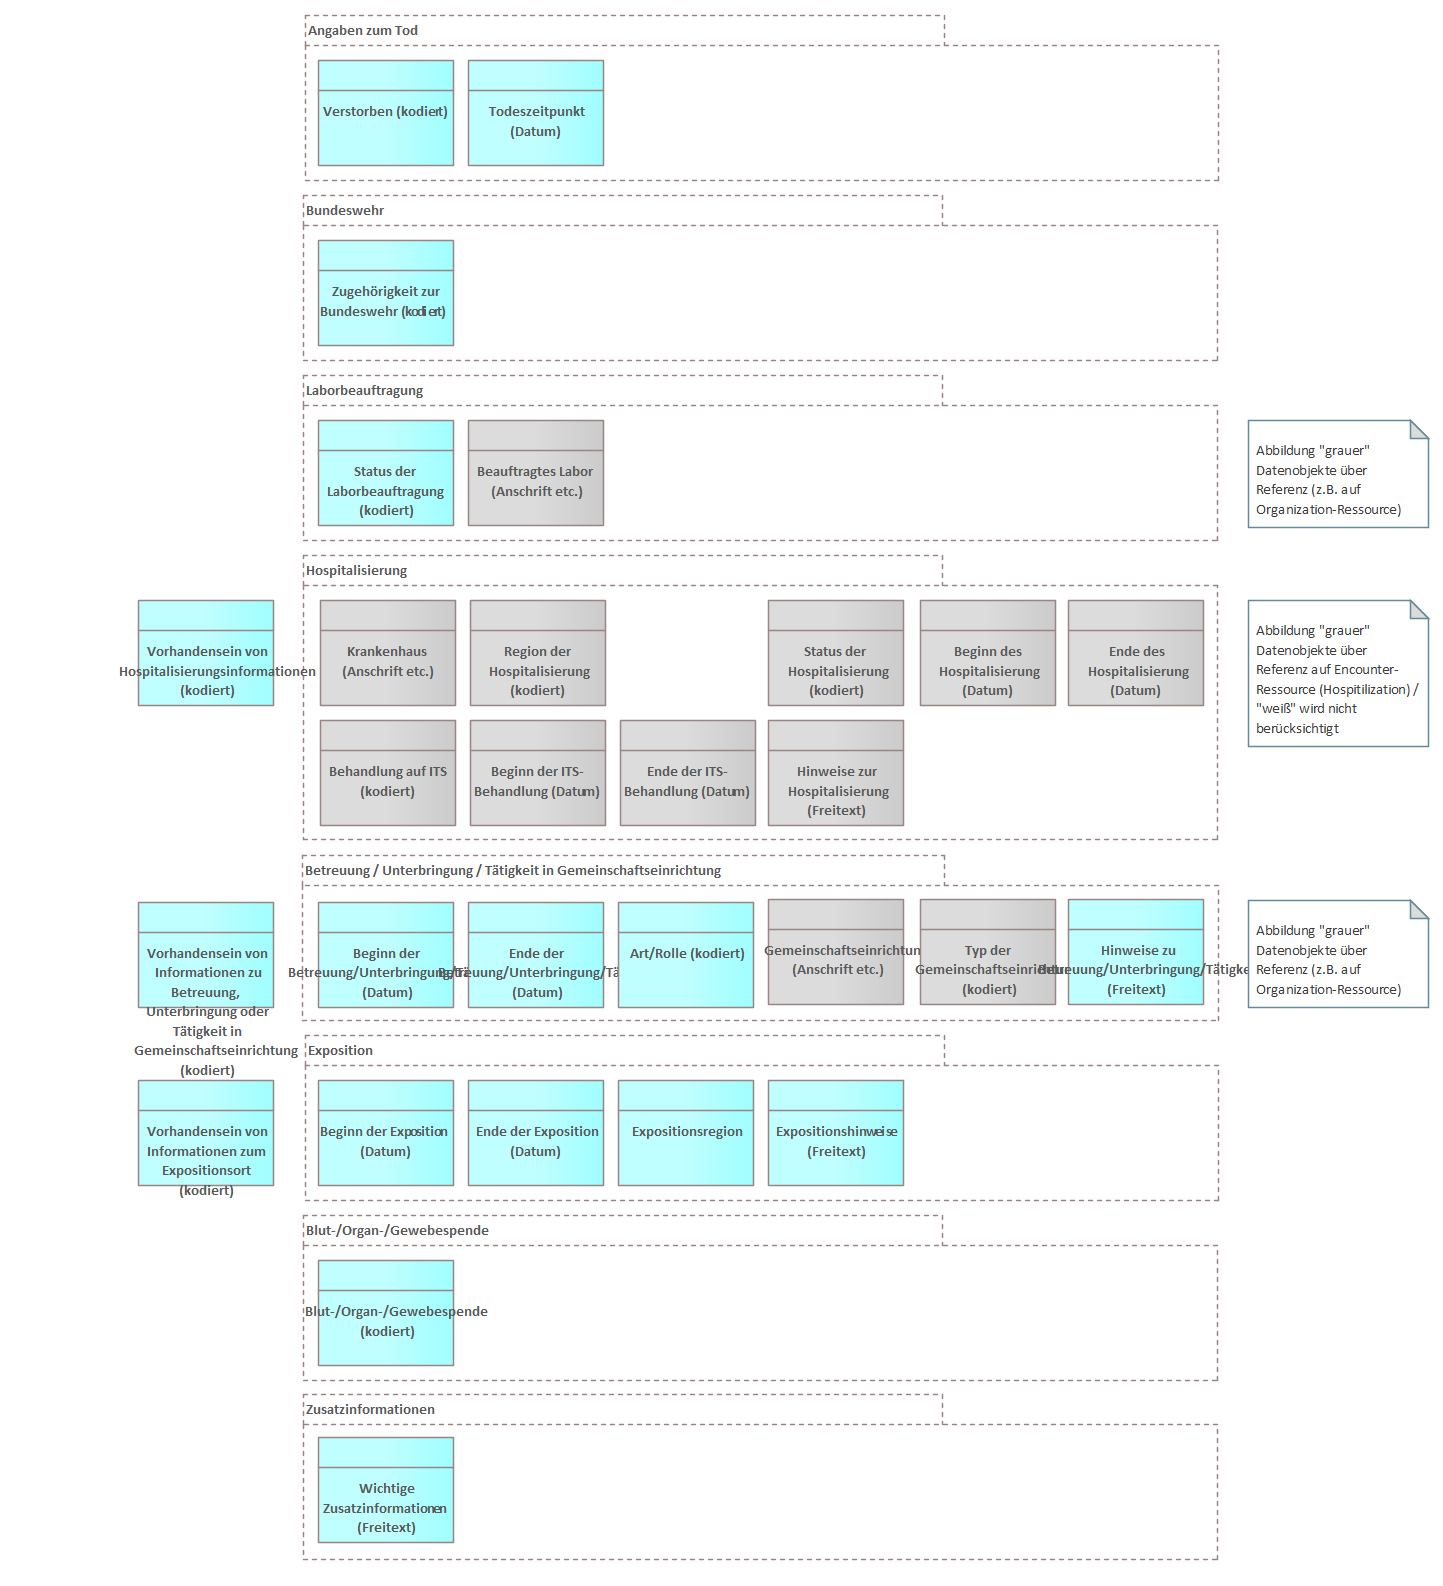 Angaben zum Tod
Verstorben (kodiert)
Todeszeitpunkt
(Datum)
Bundeswehr
Zugehörigkeit zur
Bundeswehr (kodiert)
Laborbeauftragung
Status der
Laborbeauftragung
(kodiert)
Beauftragtes Labor
(Anschrift etc.)
Abbildung "grauer"
Datenobjekte über
Referenz (z.B. auf
Organization-Ressource)
Hospitalisierung
Vorhandensein von
Hospitalisierungsinformationen
(kodiert)
Krankenhaus
(Anschrift etc.)
Region der
Hospitalisierung
(kodiert)
Status der
Hospitalisierung
(kodiert)
Beginn des
Hospitalisierung
(Datum)
Ende des
Hospitalisierung
(Datum)
Abbildung "grauer"
Datenobjekte über
Referenz auf Encounter-
Ressource (Hospitilization) /
"weiß" wird nicht
berücksichtigt
Behandlung auf ITS
(kodiert)
Beginn der ITS-
Behandlung (Datum)
Ende der ITS-
Behandlung (Datum)
Hinweise zur
Hospitalisierung
(Freitext)
Betreuung / Unterbringung / Tätigkeit in Gemeinschaftseinrichtung
Vorhandensein von
Informationen zu
Betreuung,
Unterbringung oder
Tätigkeit in
Gemeinschaftseinrichtung
(kodiert)
Beginn der
Betreuung/Unterbringung/Tä
(Datum)
Ende der
Betreuung/Unterbringung/Tä
(Datum)
Art/Rolle (kodiert)
Gemeinschaftseinrichtun
(Anschrift etc.)
Typ der
Gemeinschaftseinrichtu
(kodiert)
Hinweise zu
Betreuung/Unterbringung/Tätigke
(Freitext)
Abbildung "grauer"
Datenobjekte über
Referenz (z.B. auf
Organization-Ressource)
Exposition
Vorhandensein von
Informationen zum
Expositionsort
(kodiert)
Beginn der Exposition
(Datum)
Ende der Exposition
(Datum)
Expositionsregion
Expositionshinweise
(Freitext)
Blut-/Organ-/Gewebespende
Blut-/Organ-/Gewebespende
(kodiert)
Zusatzinformationen
Wichtige
Zusatzinformationen
(Freitext)